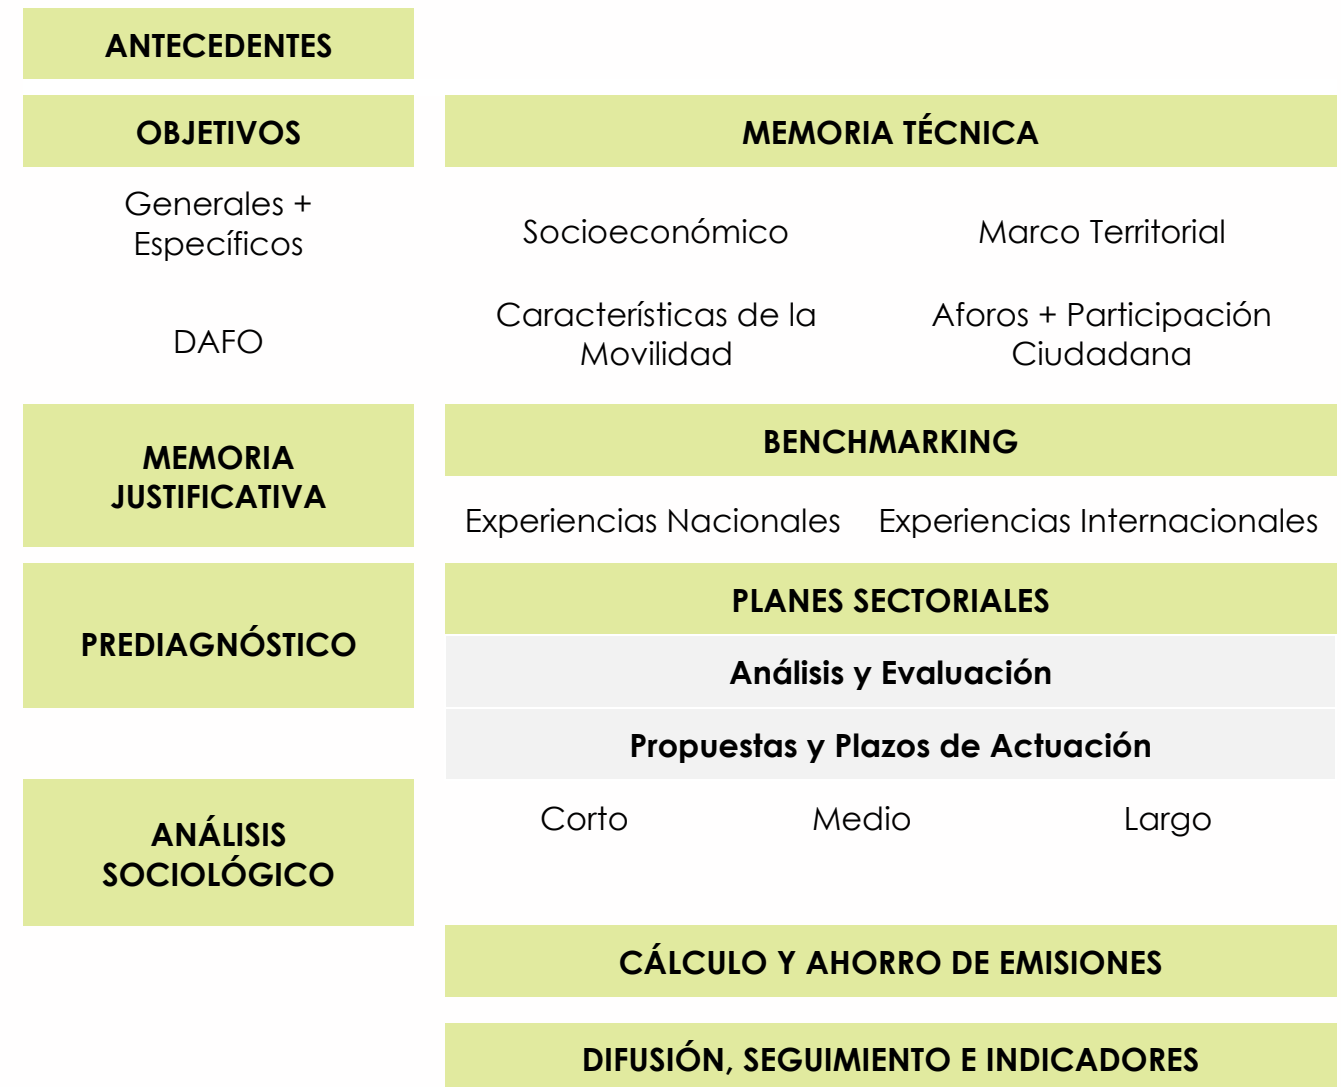 ANTECEDENTES
OBJETIVOS
Generales +
Específicos
DAFO
MEMORIA
JUSTIFICATIVA
PREDIAGNÓSTICO
ANÁLISIS
SOCIOLÓGICO
MEMORIA TÉCNICA
Socioeconómico
Marco Territorial
Características de la
Movilidad
Aforos + Participación
Ciudadana
BENCHMARKING
Experiencias Nacionales
Experiencias Internacionales
PLANES SECTORIALES
Análisis y Evaluación
Propuestas y Plazos de Actuación
Corto
Medio
Largo
CÁLCULO Y AHORRO DE EMISIONES
DIFUSIÓN, SEGUIMIENTO E INDICADORES